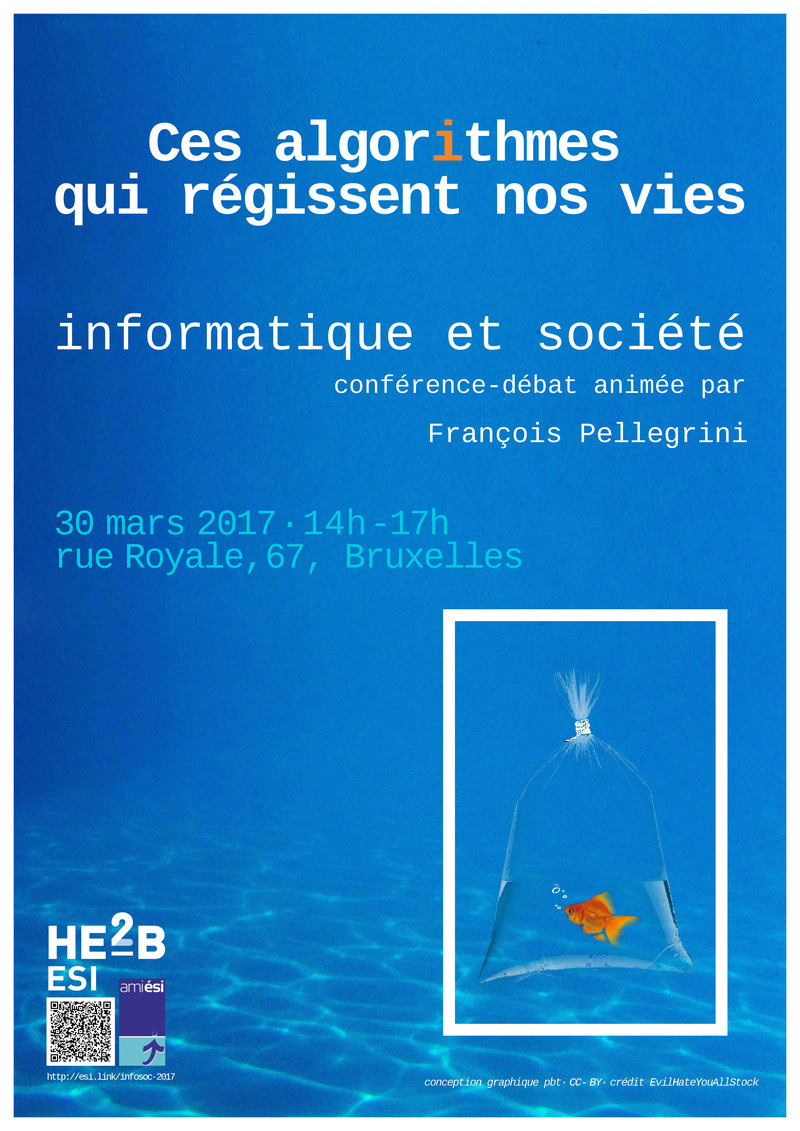 Ces algorithmes
qui régissent nos vies
informatique et société
conférence-débat animée par
François Pellegrini
30 mars 2017·14h-17h
rue Royale,67, Bruxelles
HE2B
ESI
amiési
http://esi.link/infosoc-2017
conception graphique pbt· CC- BY· crédit EvilHateYouAllStock